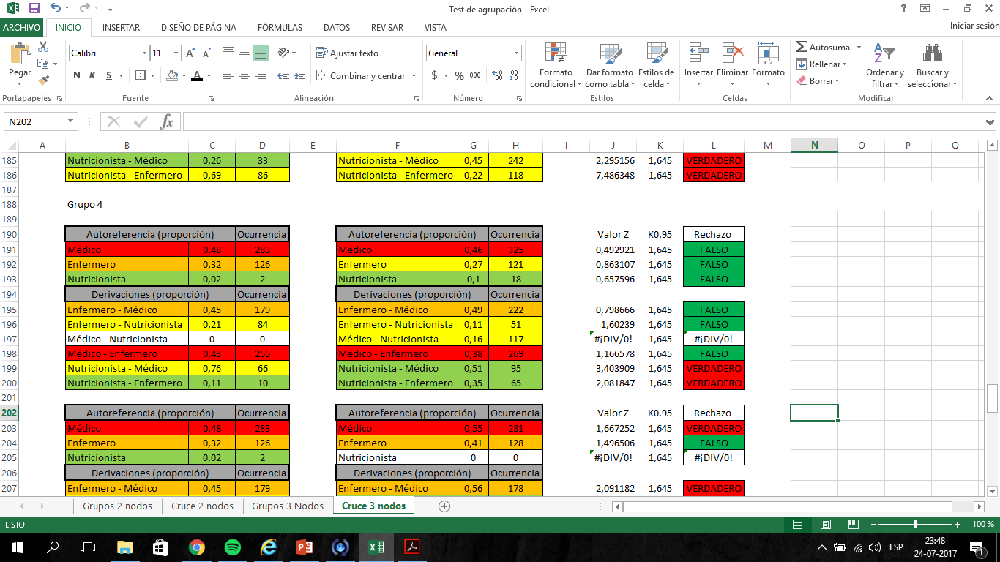 Test de agrupación - Excel
ARCHIVO INICIO INSERTAR DISEÑO DE PÁGINA FÓRMULAS DATOS REVISAR VISTA Iniciar sesión
Pegar
Portapapeles
Calibri 11
N K S
Fuente
Ajustar texto
Combinar y centrar
Alineación
General
$ % 000
Número
Formato condicional
Dar formato como tabla
Estilos de celda
Estilos
Insertar Eliminar Formato
Celdas
Autosuma
Rellenar
Borrar
Ordenar y filtrar
Buscar y seleccionar
Modificar
N202 fx
A B C D E F G H I J K L M N O P Q
185 Nutricionista - Médico 0,26 33 Nutricionista - Médico 0,45 242 2,295156 1,645 VERDADERO
186 Nutricionista - Enfermero 0,69 86 Nutricionista - Enfermero 0,22 118 7,486348 1,645 VERDADERO
187
188 Grupo 4
189
190 Autoreferencia (proporción) Ocurrencia Autoreferencia (proporción) Ocurrencia Valor Z K0.95 Rechazo
191 Médico 0,48 283 Médico 0,46 325 0,492921 1,645 FALSO
192 Enfermero 0,32 126 Enfermero 0,27 121 0,863107 1,645 FALSO
193 Nutricionista 0,02 2 Nutricionista 0,1 18 0,657596 1,645 FALSO
194 Derivaciones (proporción) Ocurrencia Derivaciones (proporción) Ocurrencia
195 Enfermero - Médico 0,45 179 Enfermero - Médico 0,49 222 0,798666 1,645 FALSO
196 Enfermero - Nutricionista 0,21 84 Enfermero - Nutricionista 0,11 51 1,60239 1,645 FALSO
197 Médico - Nutricionista 0 0 Médico - Nutricionista 0,16 117 #¡DIV/0! 1,645 #¡DIV/0!
198 Médico - Enfermero 0,43 255 Médico - Enfermero 0,38 269 1,166578 1,645 FALSO
199 Nutricionista - Médico 0,76 66 Nutricionista - Médico 0,51 95 3,403909 1,645 VERDADERO
200 Nutricionista - Enfermero 0,11 10 Nutricionista - Enfermero 0,35 65 2,081847 1,645 VERDADERO
201
202 Autoreferencia (proporción) Ocurrencia Autoreferencia (proporción) Ocurrencia Valor Z K0.95 Rechazo
203 Médico 0,48 283 Médico 0,55 281 1,667252 1,645 VERDADERO
204 Enfermero 0,32 126 Enfermero 0,41 128 1,496506 1,645 FALSO
205 Nutricionista 0,02 2 Nutricionista 0 0 #¡DIV/0! 1,645 #¡DIV/0!
206 Derivaciones (proporción) Ocurrencia Derivaciones (proporción) Ocurrencia
207 Enfermero - Médico 0,45 179 Enfermero - Médico 0,56 178 2,091182 1,645 VERDADERO
Grupos 2 nodos Cruce 2 nodos Grupos 3 Nodos Cruce 3 nodos
LISTO 100 %
ESP 23:48
24-07-2017 1